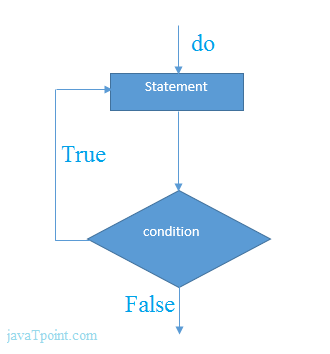 do
Statement
True
condition
False
javaTpoint.com